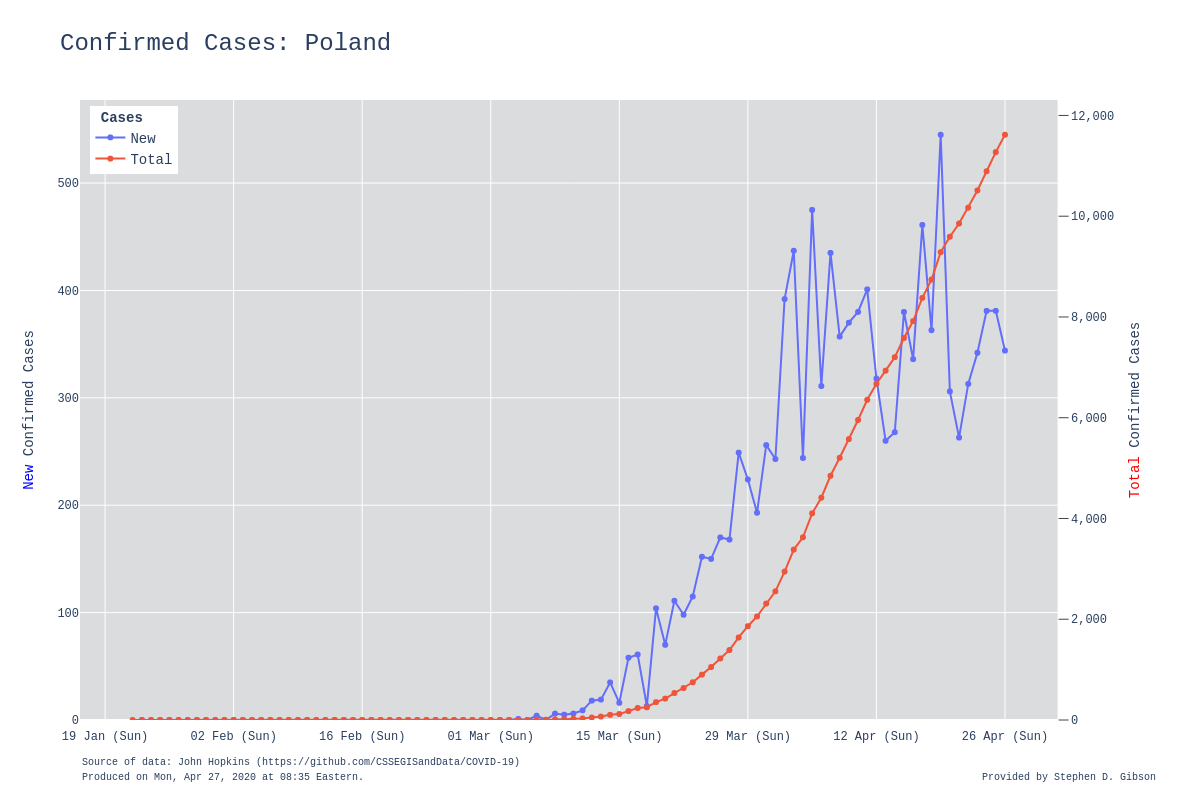 Confirmed Cases: Poland
Cases
New
Total
500
400
300
200
100
0
New Confirmed Cases
12,000
10,000
8,000
6,000
4,000
2,000
0
Total Confirmed Cases
19 Jan (Sun) 02 Feb (Sun) 16 Feb (Sun) 01 Mar (Sun) 15 Mar (Sun) 29 Mar (Sun) 12 Apr (Sun) 26 Apr (Sun)
Source of data: John Hopkins (https://github.com/CSSEGISandData/COVID-19)
Produced on Mon, Apr 27, 2020 at 08:35 Eastern.
Provided by Stephen D. Gibson